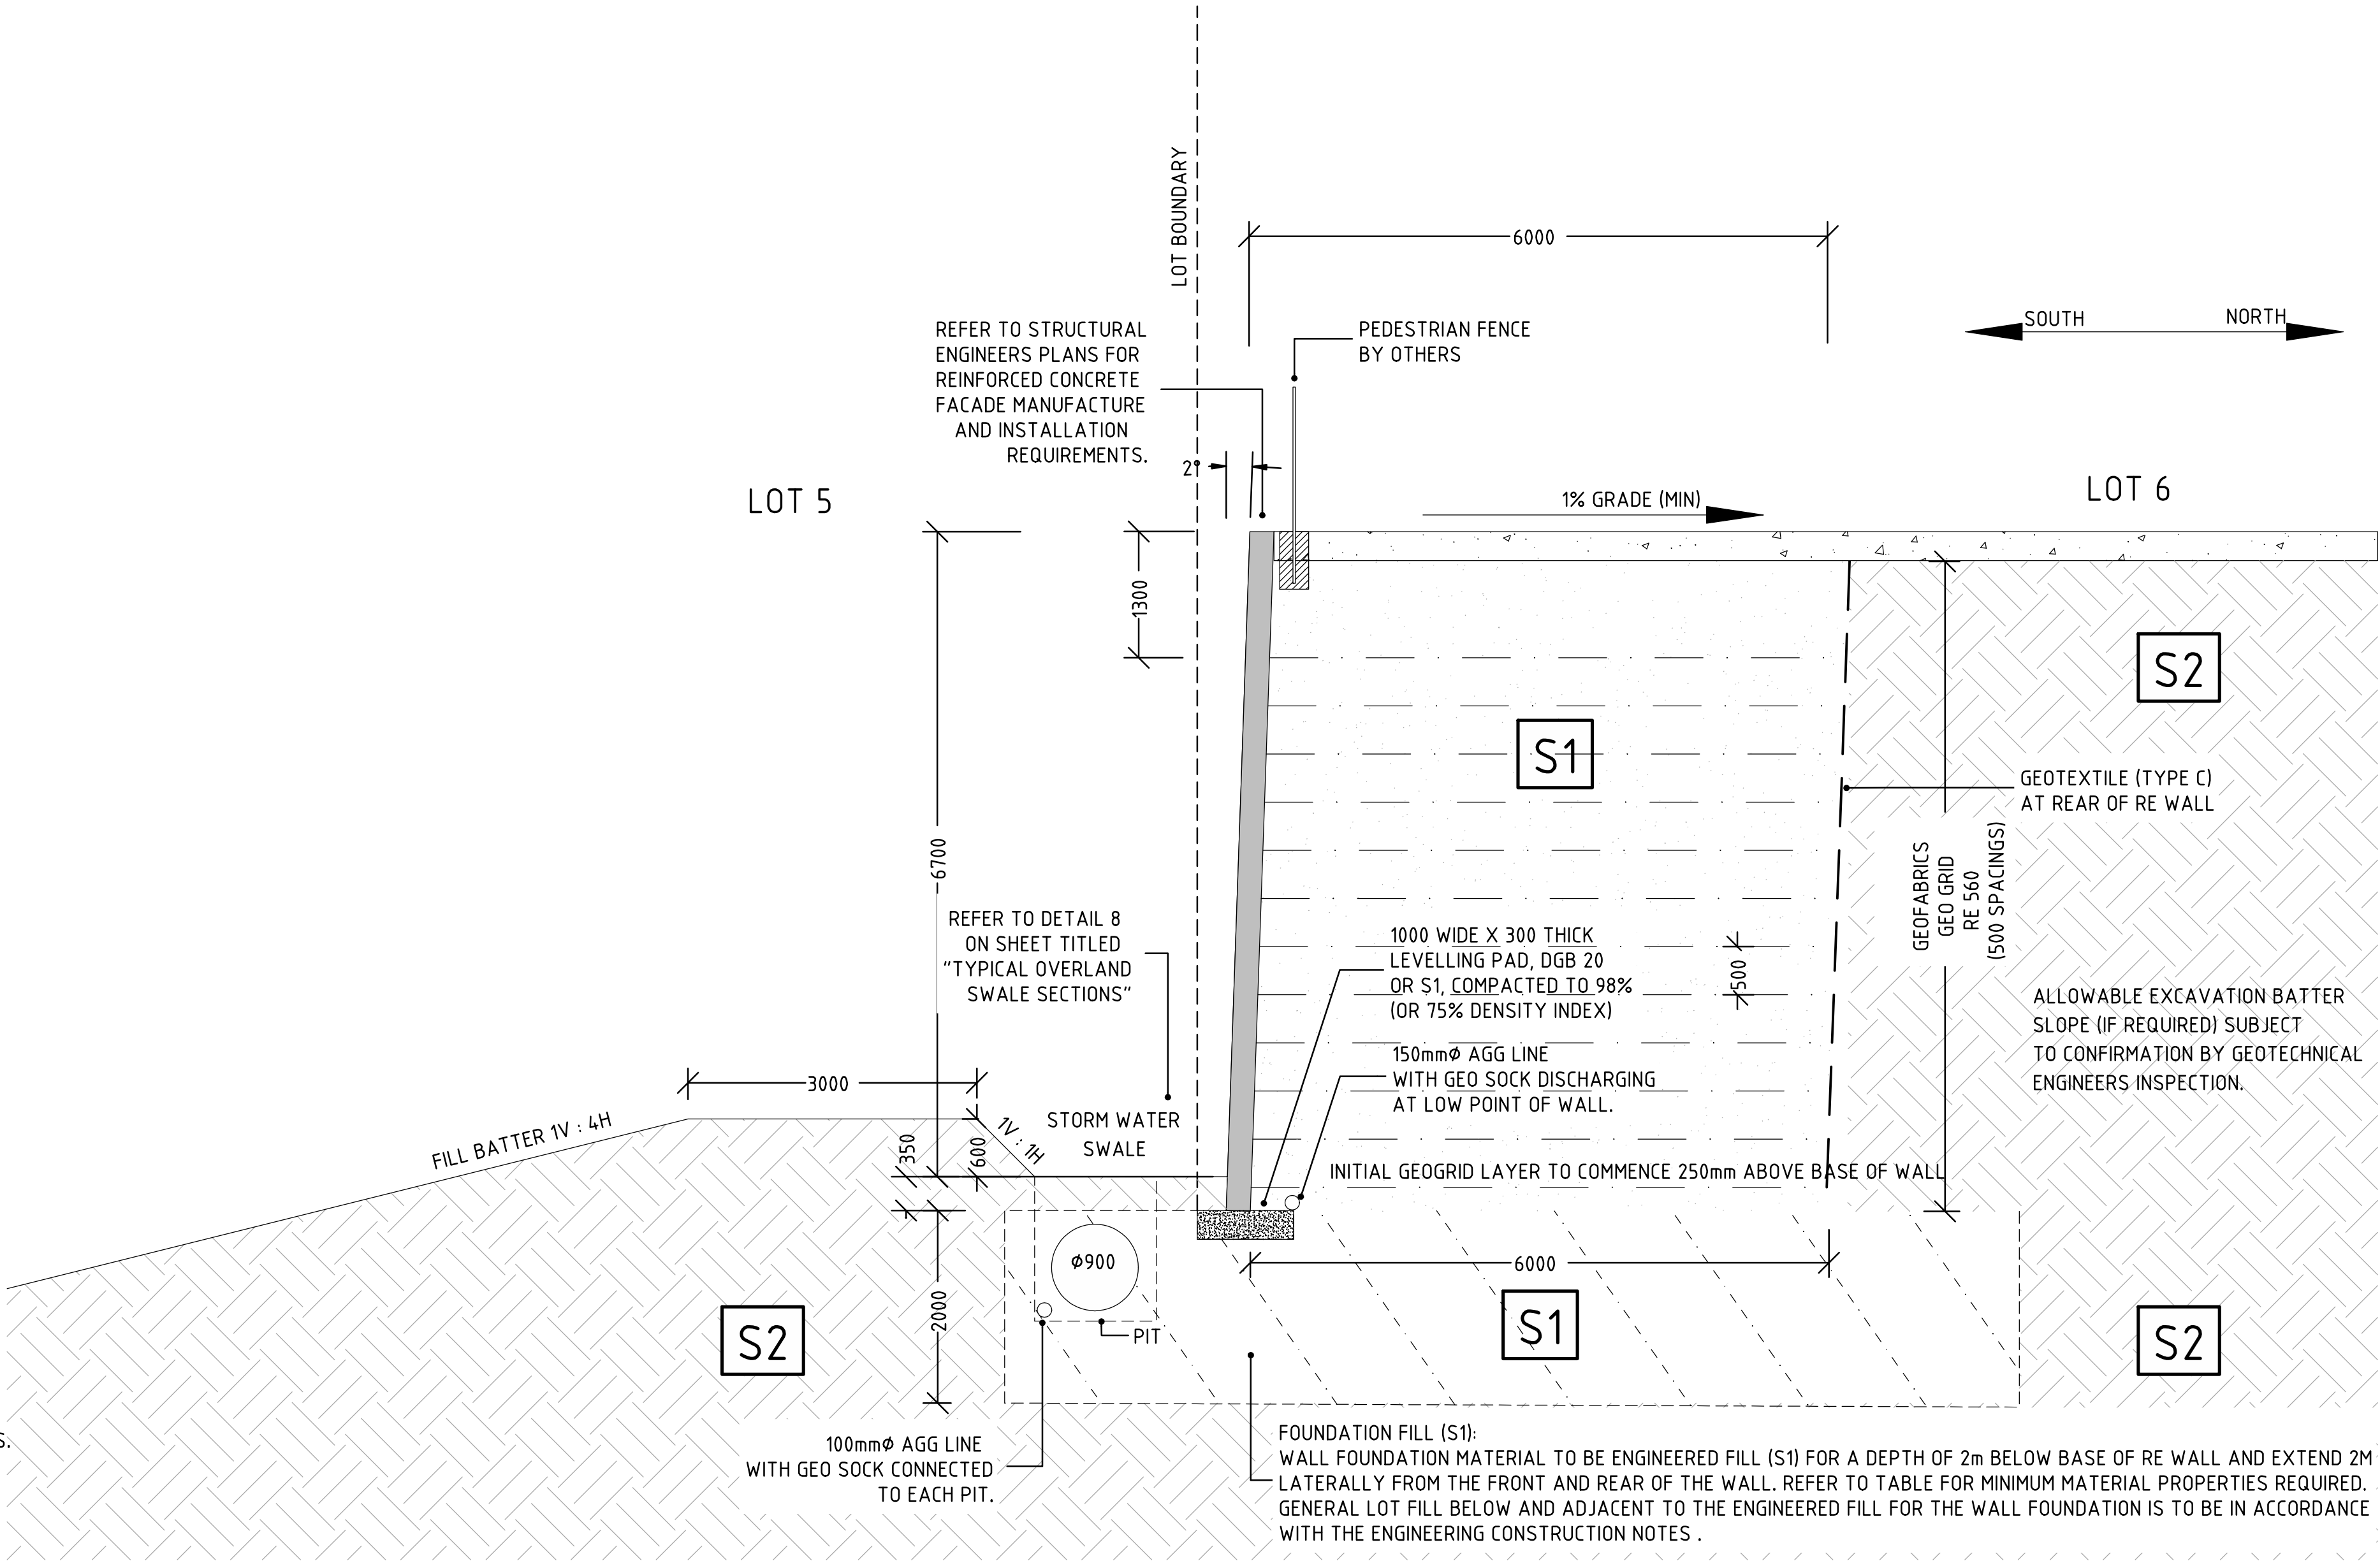 LOT BOUNDARY
6000
SOUTH
NORTH
REFER TO STRUCTURAL
ENGINEERS PLANS FOR
REINFORCED CONCRETE
FACADE MANUFACTURE
AND INSTALLATION
REQUIREMENTS.
PEDESTRIAN FENCE
BY OTHERS
2°
LOT 5
1% GRADE (MIN)
LOT 6
1300
S2
S1
GEOTEXTILE (TYPE C)
AT REAR OF RE WALL
6700
GEOFABRICS
GEO GRID
RE 560
(500 SPACINGS)
REFER TO DETAIL 8
ON SHEET TITLED
"TYPICAL OVERLAND
SWALE SECTIONS"
1000 WIDE X 300 THICK
LEVELLING PAD, DGB 20
OR S1, COMPACTED TO 98%
(OR 75% DENSITY INDEX)
500
ALLOWABLE EXCAVATION BATTER
SLOPE (IF REQUIRED) SUBJECT
TO CONFIRMATION BY GEOTECHNICAL
ENGINEERS INSPECTION.
150mmØ AGG LINE
WITH GEO SOCK DISCHARGING
AT LOW POINT OF WALL.
3000
FILL BATTER 1V : 4H
350
600
1V : 1H
STORM WATER
SWALE
INITIAL GEOGRID LAYER TO COMMENCE 250mm ABOVE BASE OF WALL
Ø900
6000
2000
S2
S1
S2
PIT
100mmØ AGG LINE
WITH GEO SOCK CONNECTED
TO EACH PIT.
S.
FOUNDATION FILL (S1):
WALL FOUNDATION MATERIAL TO BE ENGINEERED FILL (S1) FOR A DEPTH OF 2m BELOW BASE OF RE WALL AND EXTEND 2M
LATERALLY FROM THE FRONT AND REAR OF THE WALL. REFER TO TABLE FOR MINIMUM MATERIAL PROPERTIES REQUIRED.
GENERAL LOT FILL BELOW AND ADJACENT TO THE ENGINEERED FILL FOR THE WALL FOUNDATION IS TO BE IN ACCORDANCE
WITH THE ENGINEERING CONSTRUCTION NOTES .